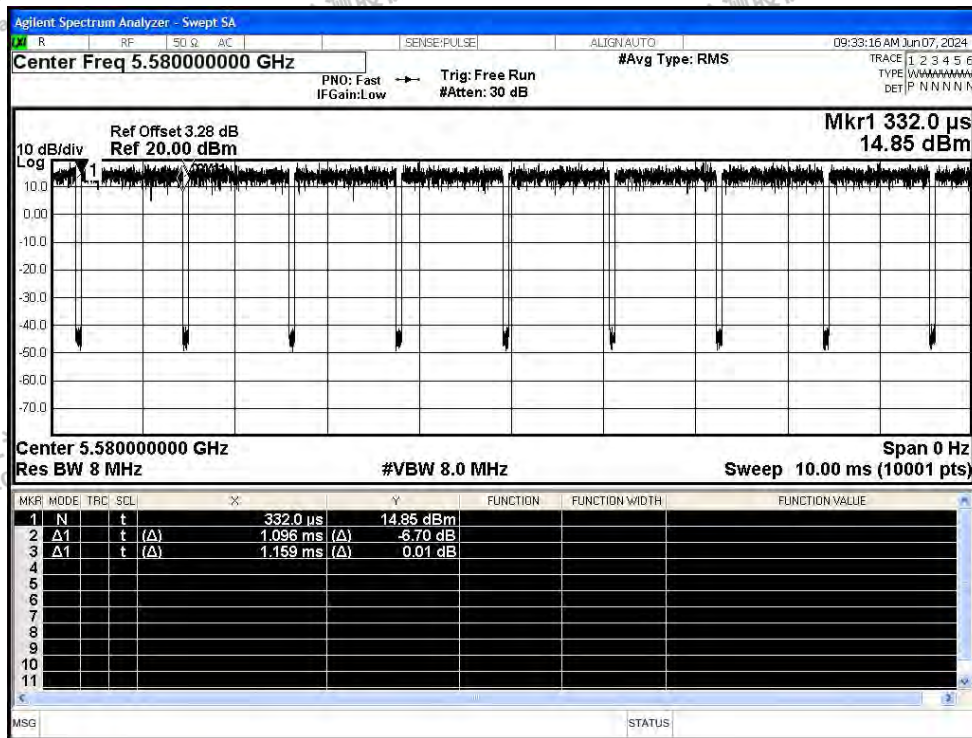 Agilent Spectrum Analyzer - Swept SA
LXI R RF 50 Ω AC SENSE:PULSE ALIGN AUTO 09:33:16 AM Jun 07, 2024
Center Freq 5.580000000 GHz
#Avg Type: RMS
TRACE 1 2 3 4 5 6
PNO: Fast Trig: Free Run
TYPE WWWWWW
IFGain:Low #Atten: 30 dB
DET P N N N N N
Mkr1 332.0 µs
Ref Offset 3.28 dB
10 dB/div Ref 20.00 dBm 14.85 dBm
Log
1
10.0
0.00
-10.0
-20.0
-30.0
-40.0
-50.0
-60.0
-70.0
Center 5.580000000 GHz Span 0 Hz
Res BW 8 MHz #VBW 8.0 MHz Sweep 10.00 ms (10001 pts)
MKR MODE TRC SCL X Y FUNCTION FUNCTION WIDTH FUNCTION VALUE
1 N t 332.0 µs 14.85 dBm
2 Δ1 t (Δ) 1.096 ms (Δ) -6.70 dB
3 Δ1 t (Δ) 1.159 ms (Δ) 0.01 dB
4
5
6
7
8
9
10
11
MSG STATUS